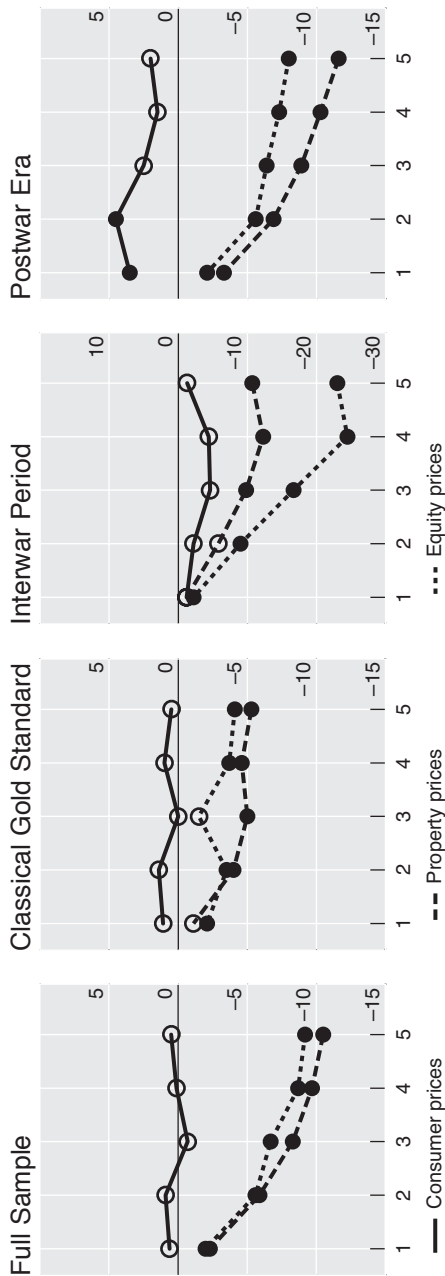 Full Sample
5
0
−5
−10
−15
1 2 3 4 5
Classical Gold Standard
5
0
−5
−10
−15
1 2 3 4 5
Interwar Period
10
0
−10
−20
−30
1 2 3 4 5
Postwar Era
5
0
−5
−10
−15
1 2 3 4 5
Consumer prices Property prices Equity prices